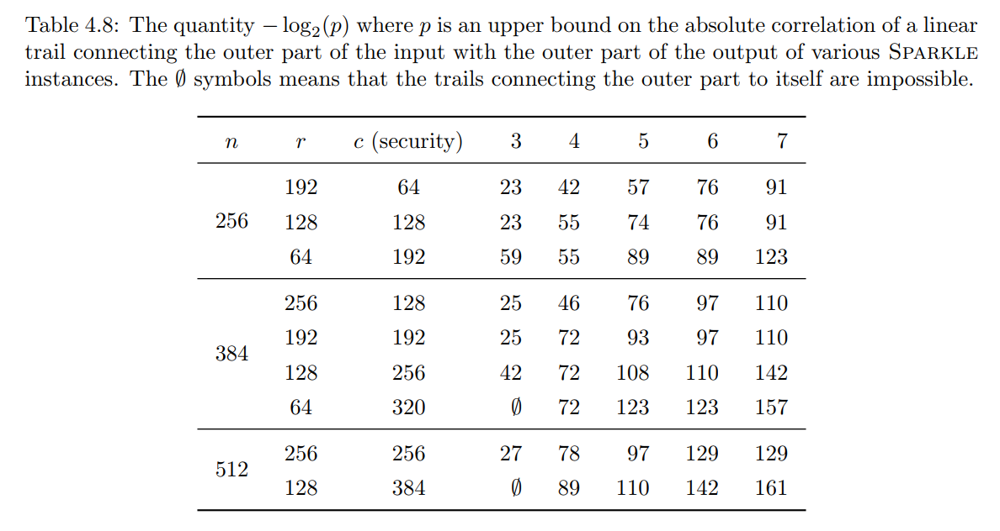 Table 4.8: The quantity − log₂(p) where p is an upper bound on the absolute correlation of a linear
trail connecting the outer part of the input with the outer part of the output of various SPARKLE
instances. The ∅ symbols means that the trails connecting the outer part to itself are impossible.
n r c (security) 3 4 5 6 7
192 64 23 42 57 76 91
256 128 128 23 55 74 76 91
64 192 59 55 89 89 123
256 128 25 46 76 97 110
192 192 25 72 93 97 110
384
128 256 42 72 108 110 142
64 320 ∅ 72 123 123 157
256 256 27 78 97 129 129
512
128 384 ∅ 89 110 142 161